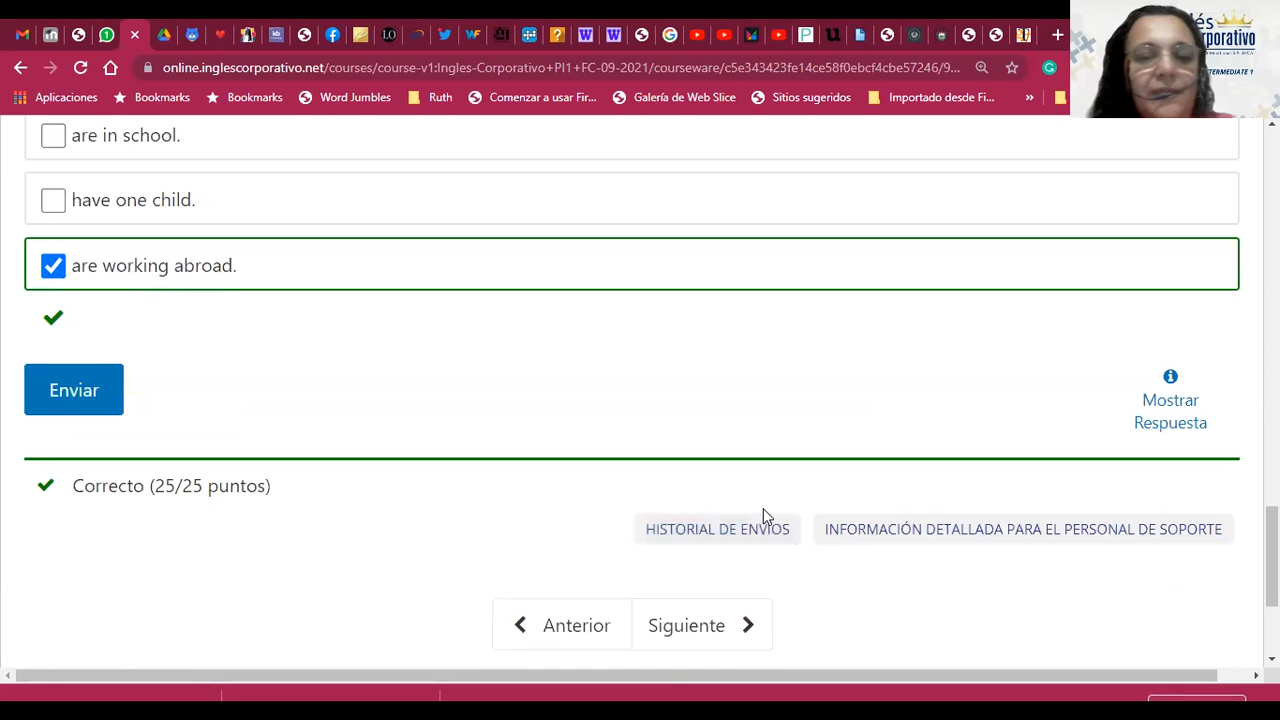 online.inglescorporativo.net/courses/course-v1:Ingles-Corporativo+PI1+FC-09-2021/courseware/c5e343423fe14ce58f0ebcf4cbe57246/9...
Aplicaciones Bookmarks Bookmarks Word Jumbles Ruth Comenzar a usar Fir... Galería de Web Slice Sitios sugeridos Importado desde Fi... »
are in school.
have one child.
are working abroad.
Enviar
Mostrar
Respuesta
Correcto (25/25 puntos)
HISTORIAL DE ENVÍOS INFORMACIÓN DETALLADA PARA EL PERSONAL DE SOPORTE
Anterior Siguiente